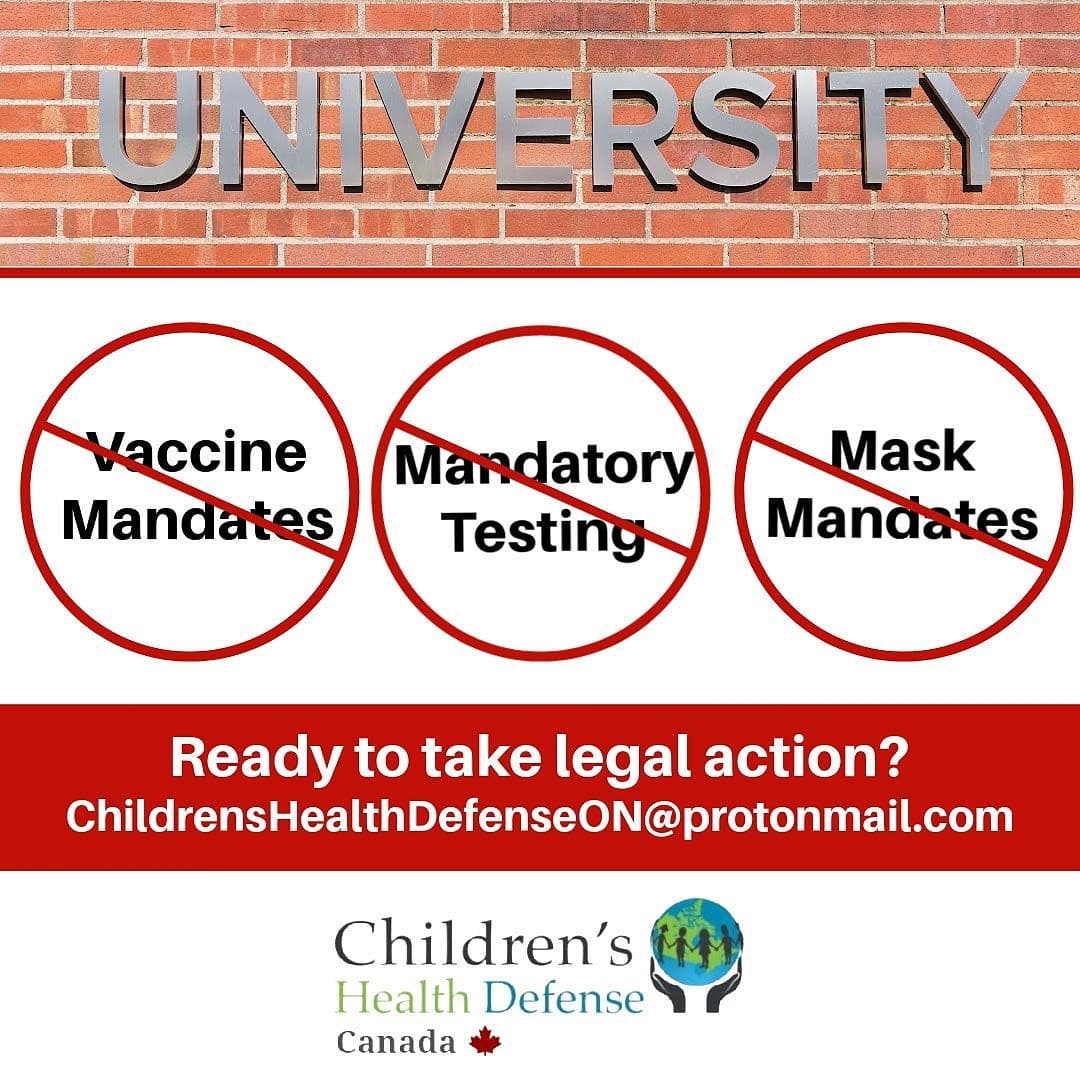 UNIVERSITY
Vaccine
Mandates
Mandatory
Testing
Mask
Mandates
Ready to take legal action?
ChildrensHealthDefenseON@protonmail.com
Children's
Health Defense
Canada